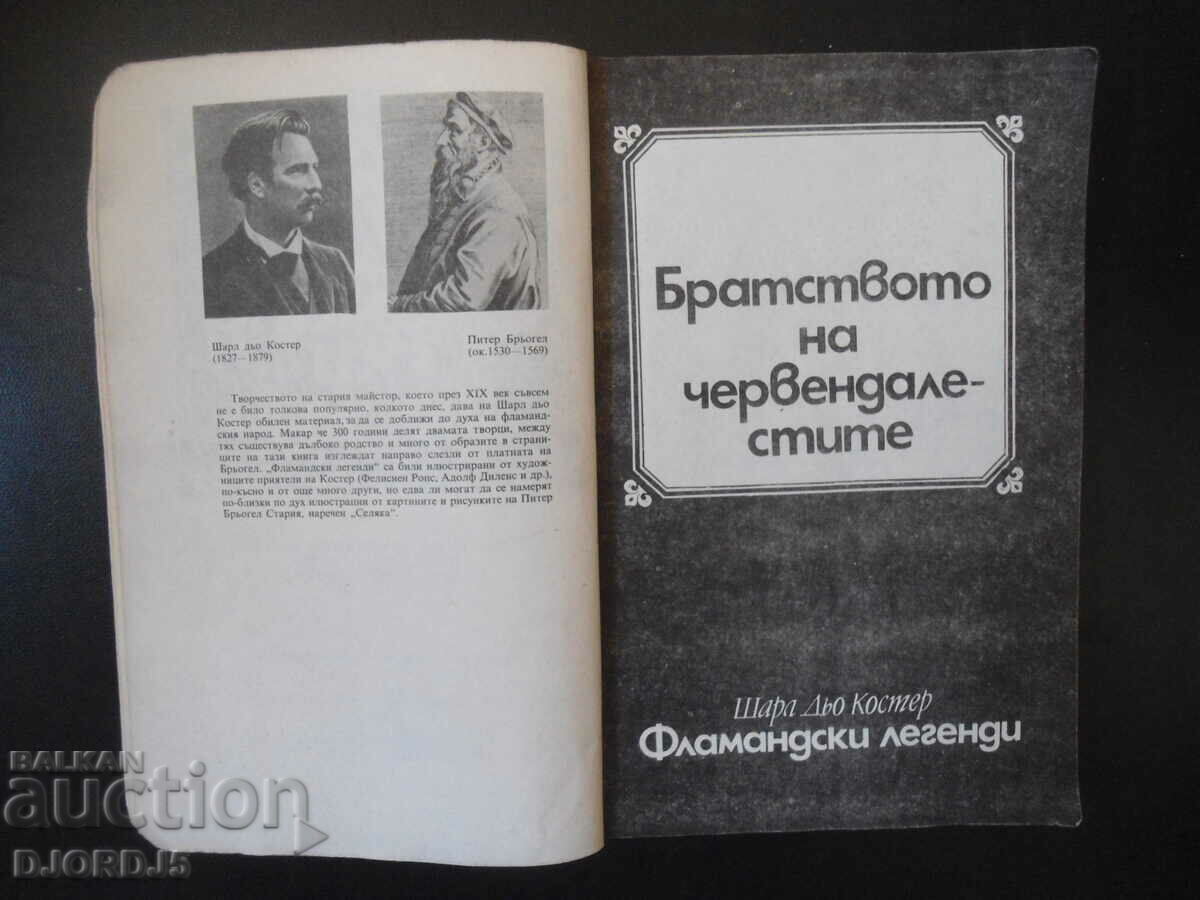 Шарл дьо Костер
(1827—1879)
Питер Брьогел
(ок.1530—1569)
Творчеството на стария майстор, което през XIX век съвсем
не е било толкова популярно, колкото днес, дава на Шарл дьо
Костер обилен материал, за да се доближи до духа на фламанд-
ския народ. Макар че 300 години делят двамата творци, между
тях съществува дълбоко родство и много от образите в страни-
ците на тази книга изглеждат направо слезли от платната на
Брьогел. „Фламандски легенди“ са били илюстрирани от худож-
ниците приятели на Костер (Фелисиен Ропс, Адолф Диленс и др.),
по-късно и от още много други, но едва ли могат да се намерят
по-близки по дух илюстрации от картините и рисунките на Питер
Брьогел Стария, наречен „Селяка“.
Братството
на
червендале-
стите
Шарл Дьо Костер
Фламандски легенди
BALKAN
auction
DJORDJ5